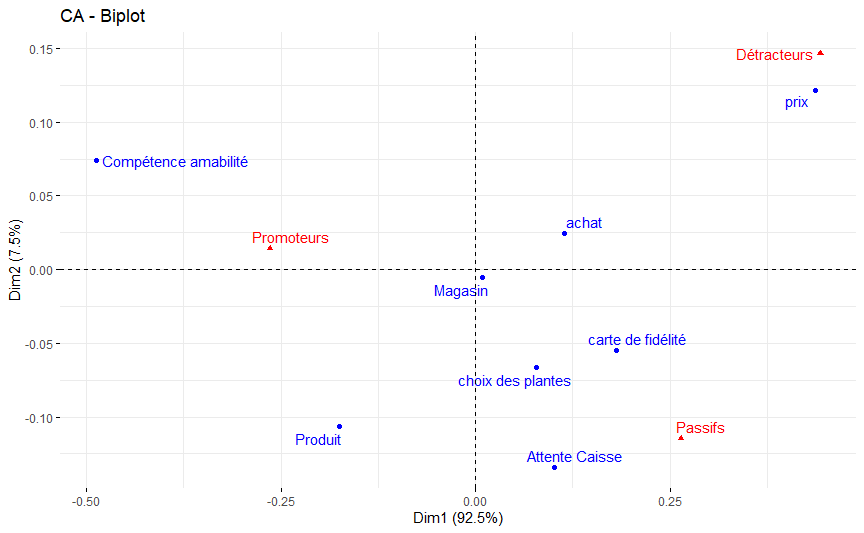 CA - Biplot
0.15
Détracteurs
prix
0.10
Compétence amabilité
0.05
achat
Promoteurs
0.00
Magasin
carte de fidélité
-0.05
choix des plantes
-0.10
Passifs
Produit
Attente Caisse
-0.50
-0.25
0.00
0.25
Dim1 (92.5%)
Dim2 (7.5%)